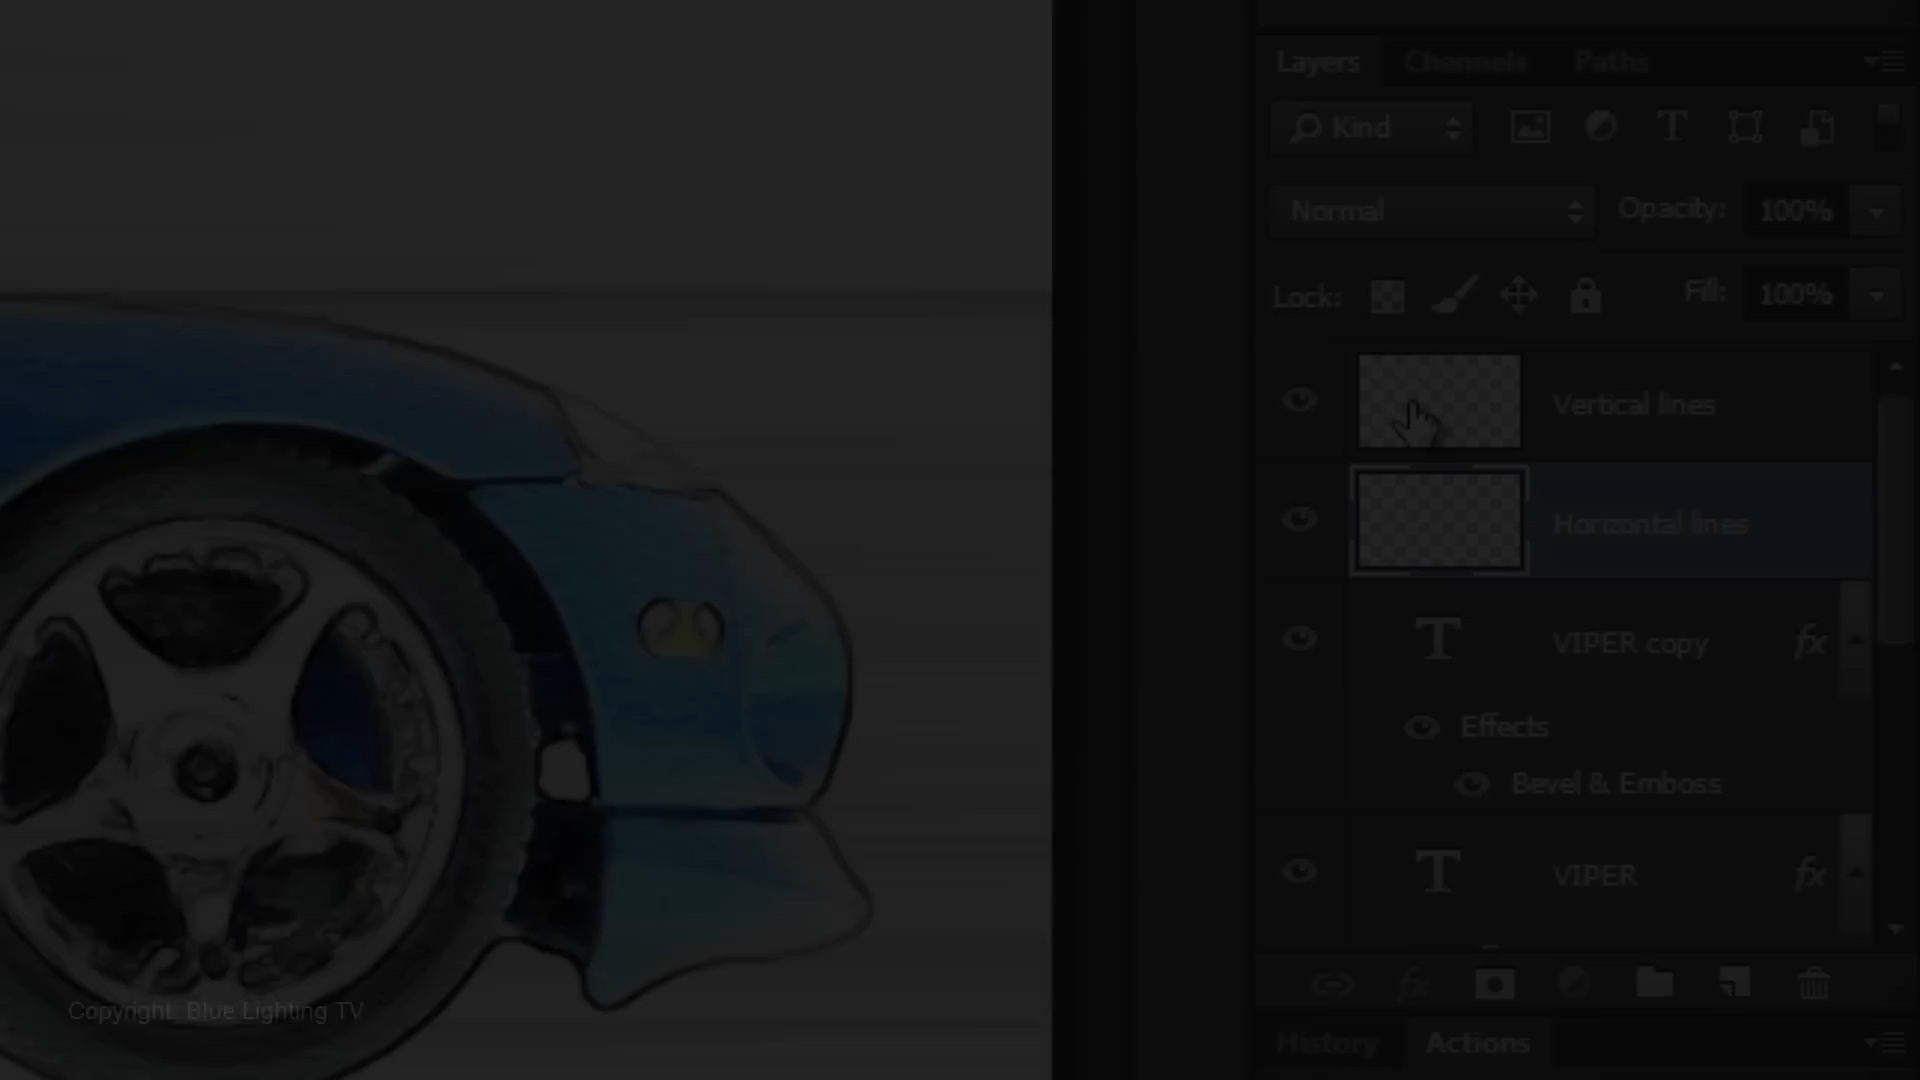 Layers Channels Paths
Kind
Normal Opacity: 100%
Lock: Fill: 100%
Vertical lines
Horizontal lines
VIPER copy fx
Effects
Bevel & Emboss
VIPER fx
fx
Copyright: Blue Lighting TV
History Actions